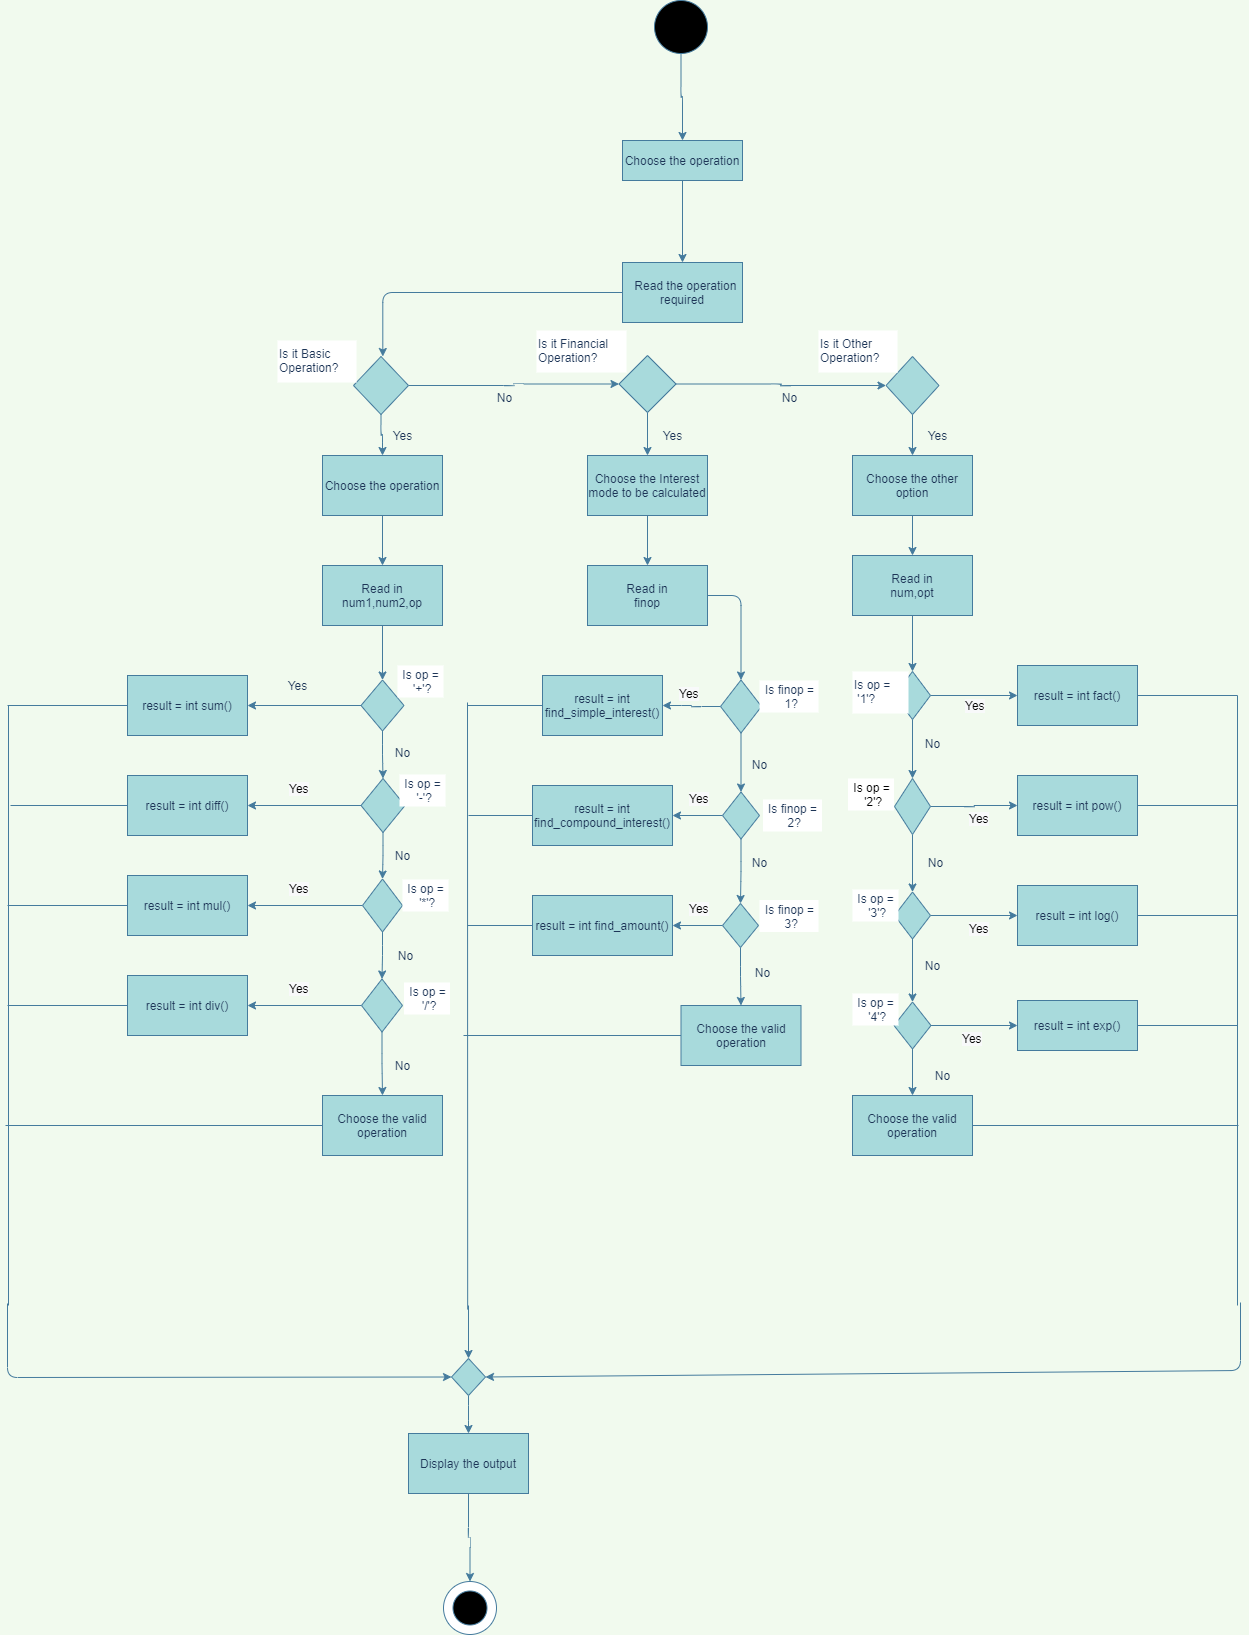 Choose the operation
Read the operation
required
Is it Basic
Operation?
Is it Financial
Operation?
Is it Other
Operation?
No
No
Yes
Yes
Yes
Choose the operation
Choose the Interest
mode to be calculated
Choose the other
option
Read in
num1,num2,op
Read in
finop
Read in
num,opt
Is op =
'+'?
Yes
result = int sum()
No
Is op =
'-'?
Yes
result = int diff()
No
Is op =
'*'?
Yes
result = int mul()
No
Is op =
'/'?
Yes
result = int div()
No
Choose the valid
operation
Is finop =
1?
Yes
result = int
find_simple_interest()
No
Is finop =
2?
Yes
result = int
find_compound_interest()
No
Is finop =
3?
Yes
result = int find_amount()
No
Choose the valid
operation
Is op =
'1'?
Yes
result = int fact()
No
Is op =
'2'?
Yes
result = int pow()
No
Is op =
'3'?
Yes
result = int log()
No
Is op =
'4'?
Yes
result = int exp()
No
Choose the valid
operation
Display the output